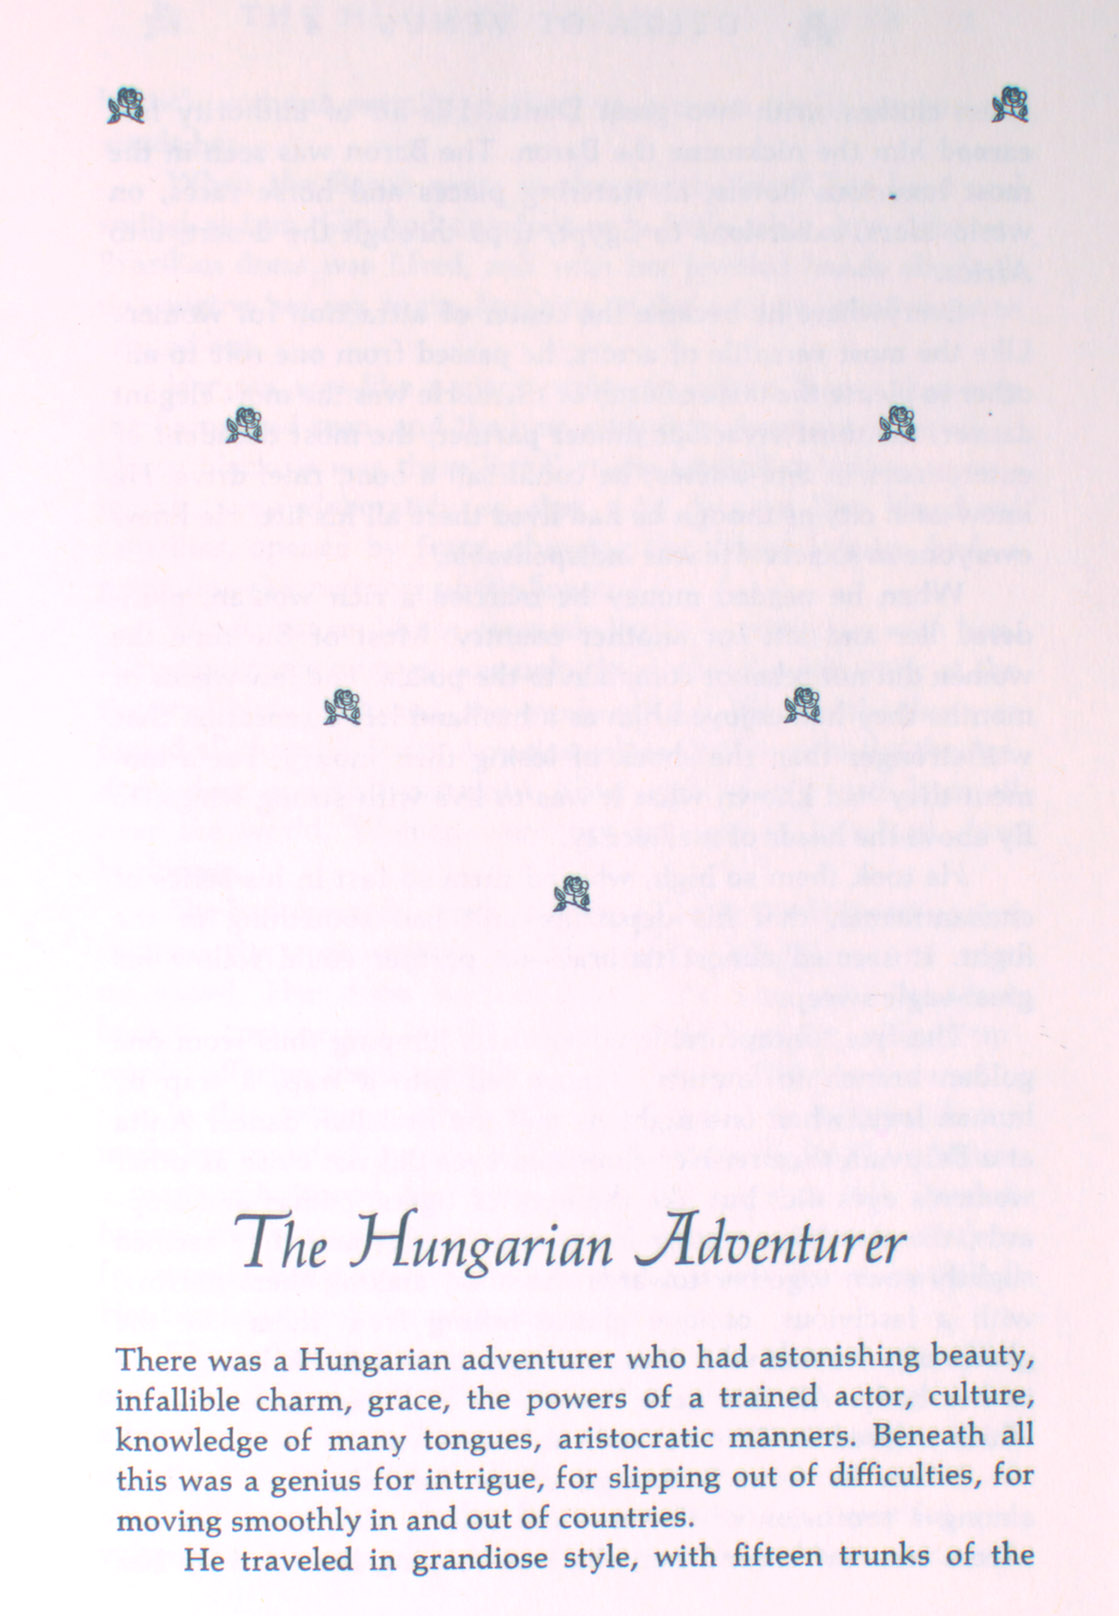 The Hungarian Adventurer
There was a Hungarian adventurer who had astonishing beauty,
infallible charm, grace, the powers of a trained actor, culture,
knowledge of many tongues, aristocratic manners. Beneath all
this was a genius for intrigue, for slipping out of difficulties, for
moving smoothly in and out of countries.
He traveled in grandiose style, with fifteen trunks of the